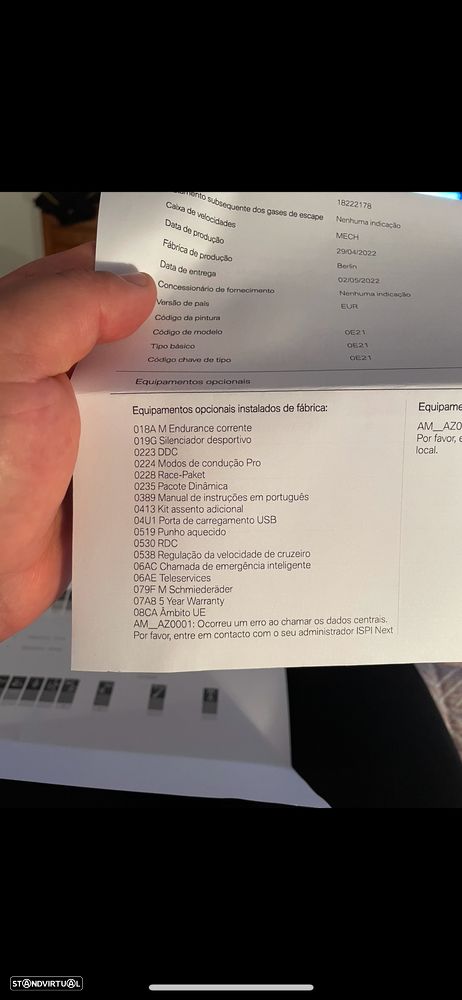 subsequente dos gases de escape
18222178
Caixa de velocidades
Nenhuma indicação
Data de produção
MECH
Fábrica de produção
29/04/2022
Data de entrega
Berlin
Concessionário de fornecimento
02/05/2022
Versão de país
Nenhuma indicação
Código da pintura
EUR
Código de modelo
0E21
Tipo básico
0E21
Código chave de tipo
0E21
Equipamentos opcionais
Equipamentos opcionais instalados de fábrica:
018A M Endurance corrente
019G Silenciador desportivo
0223 DDC
0224 Modos de condução Pro
0228 Race-Paket
0235 Pacote Dinâmica
0389 Manual de instruções em português
0413 Kit assento adicional
04U1 Porta de carregamento USB
0519 Punho aquecido
0530 RDC
0538 Regulação da velocidade de cruzeiro
06AC Chamada de emergência inteligente
06AE Teleservices
079F M Schmiederäder
07A8 5 Year Warranty
08CA Âmbito UE
AM__AZ0001: Ocorreu um erro ao chamar os dados centrais.
Por favor, entre em contacto com o seu administrador ISPI Next
Equipame
AM__AZ0
Por favor, e
local.
STANDVIRTUAL